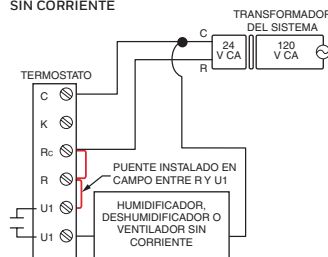 SIN CORRIENTE
TRANSFORMADOR
DEL SISTEMA
C
R
24
V CA
120
V CA
TERMOSTATO
C
K
Rc
R
U1
U1
PUENTE INSTALADO EN
CAMPO ENTRE R Y U1
HUMIDIFICADOR,
DESHUMIDIFICADOR O
VENTILADOR SIN
CORRIENTE